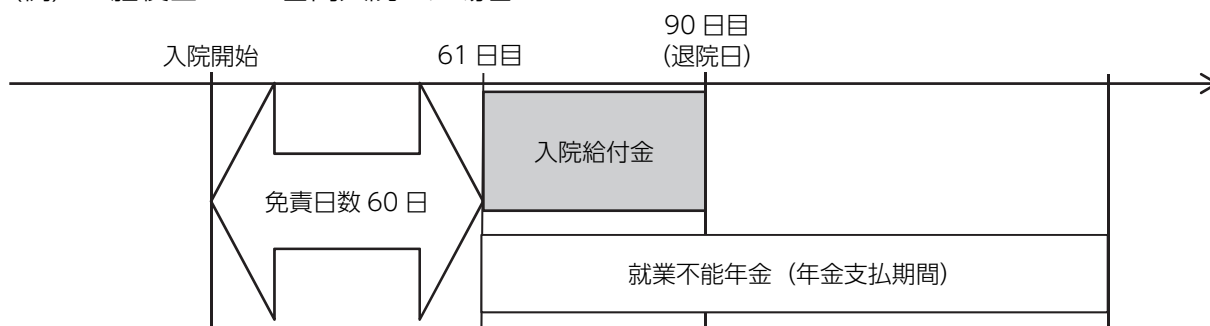 90 日目
入院開始
61 日目
(退院日)
入院給付金
免責日数 60 日
就業不能年金（年金支払期間）